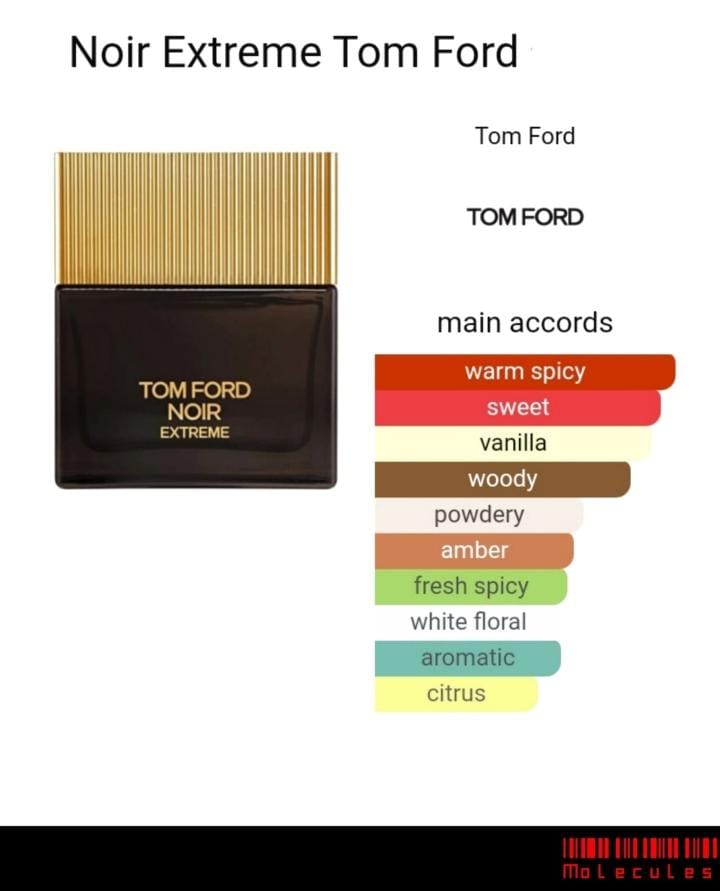 Noir Extreme Tom Ford
Tom Ford
TOM FORD
TOM FORD
NOIR
EXTREME
main accords
warm spicy
sweet
vanilla
woody
powdery
amber
fresh spicy
white floral
aromatic
citrus
Molecules